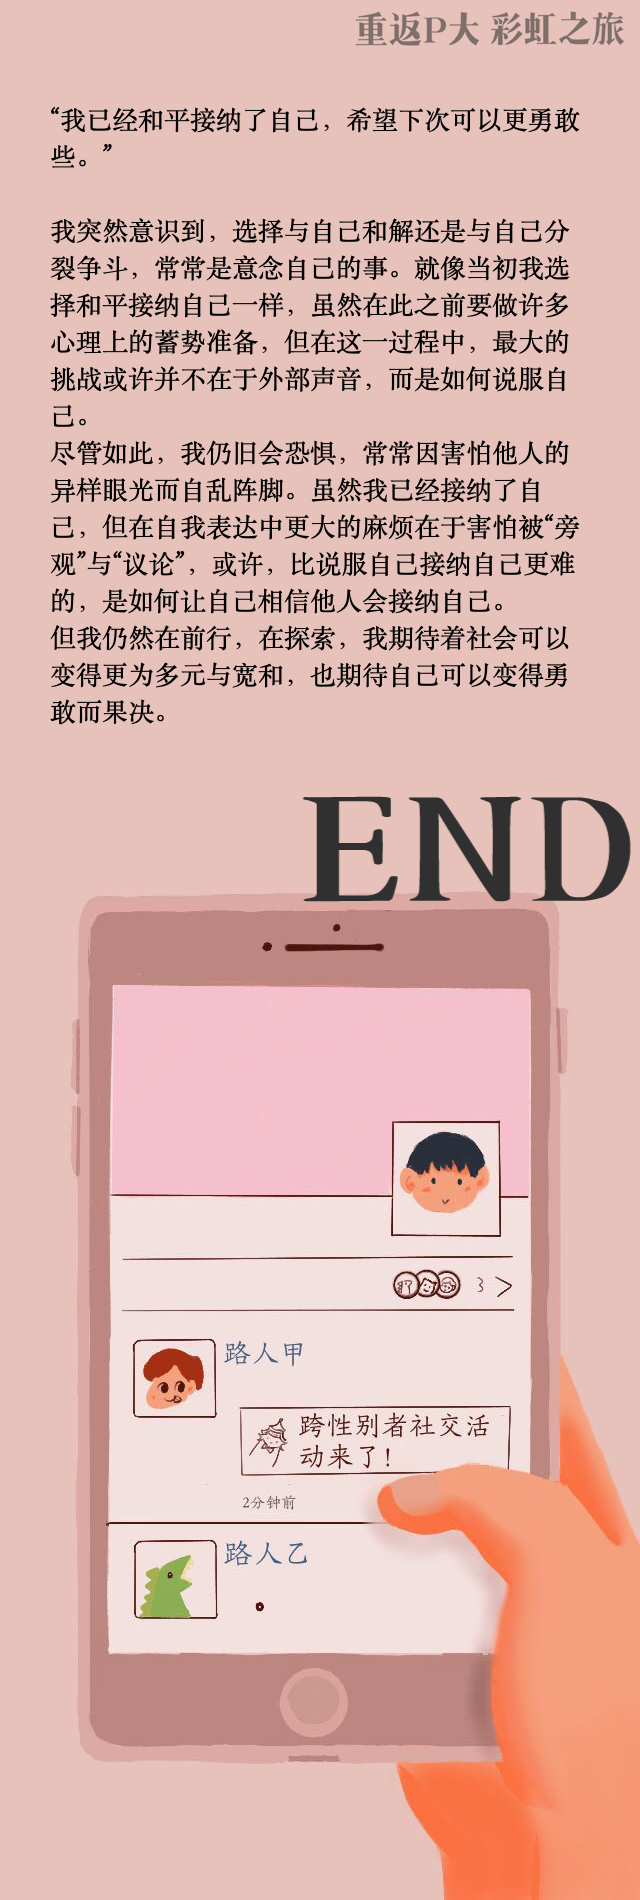 重返P大 彩虹之旅
“我已经和平接纳了自己，希望下次可以更勇敢
些。”
我突然意识到，选择与自己和解还是与自己分
裂争斗，常常是意念自己的事。就像当初我选
择和平接纳自己一样，虽然在此之前要做许多
心理上的蓄势准备，但在这一过程中，最大的
挑战或许并不在于外部声音，而是如何说服自
己。
尽管如此，我仍旧会恐惧，常常因害怕他人的
异样眼光而自乱阵脚。虽然我已经接纳了自
己，但在自我表达中更大的麻烦在于害怕被“旁
观”与“议论”，或许，比说服自己接纳自己更难
的，是如何让自己相信他人会接纳自己。
但我仍然在前行，在探索，我期待着社会可以
变得更为多元与宽和，也期待自己可以变得勇
敢而果决。
END
3 >
路人甲
跨性别者社交活
动来了!
2分钟前
路人乙